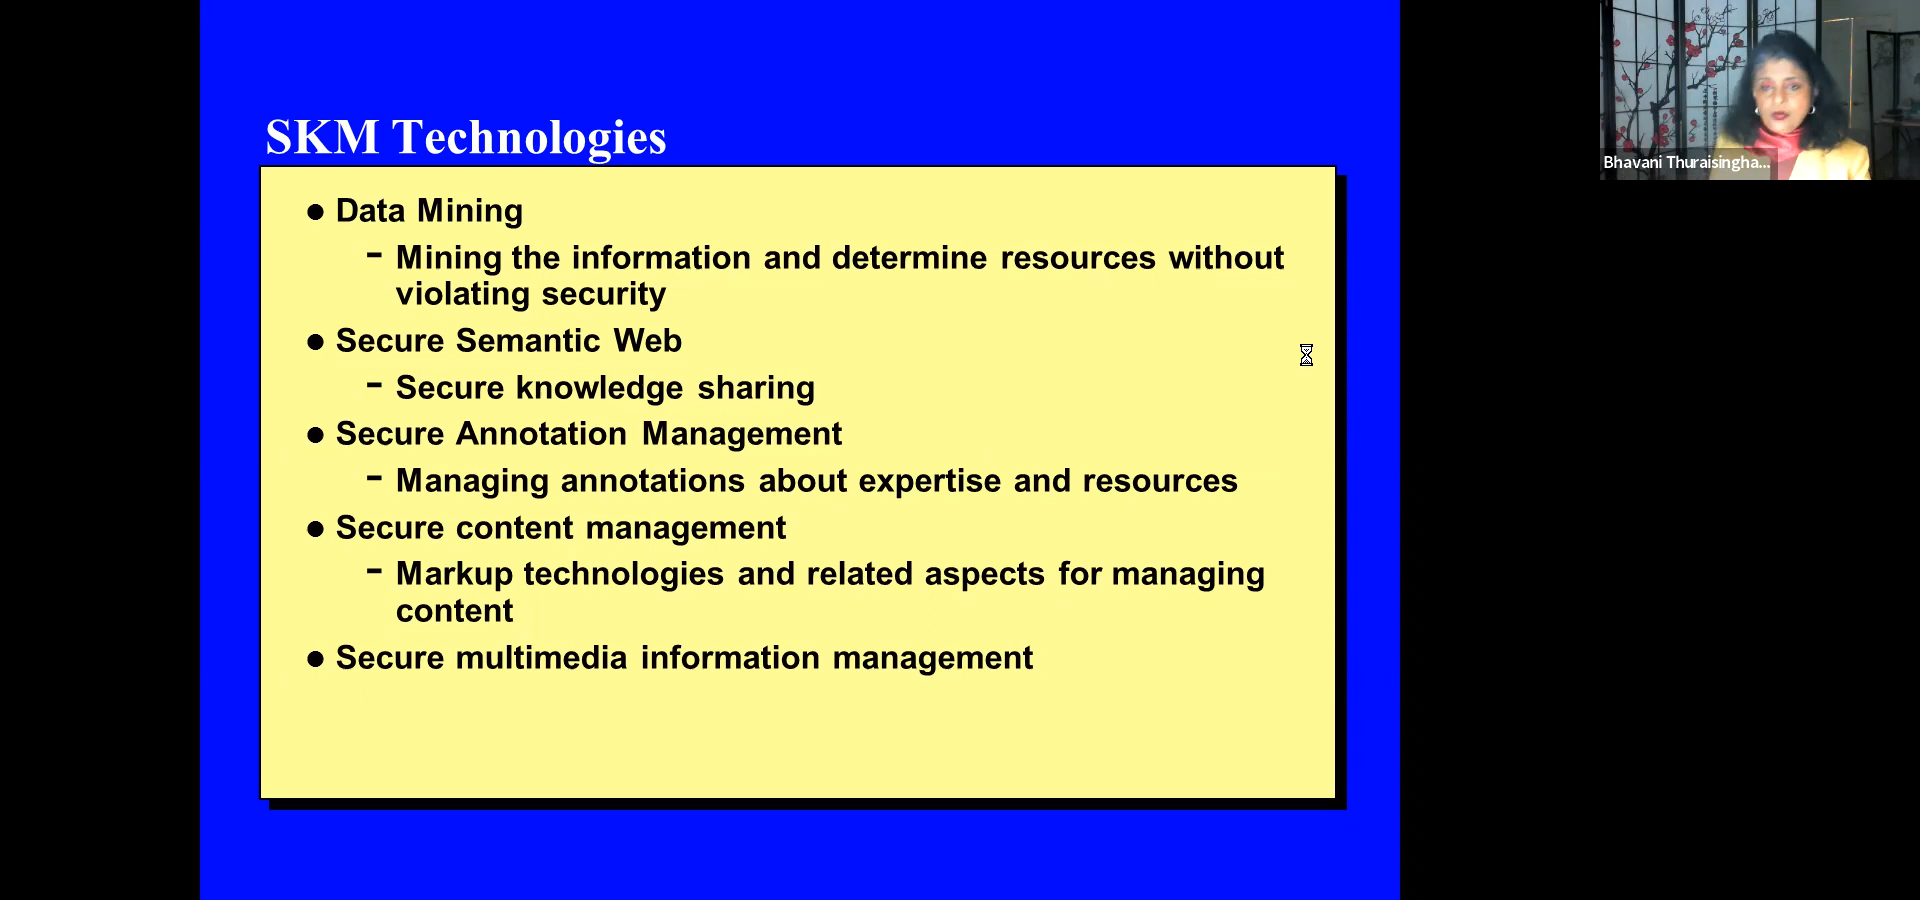 SKM Technologies
● Data Mining
- Mining the information and determine resources without
violating security
● Secure Semantic Web
- Secure knowledge sharing
● Secure Annotation Management
- Managing annotations about expertise and resources
● Secure content management
- Markup technologies and related aspects for managing
content
● Secure multimedia information management
Bhavani Thuraisingha...